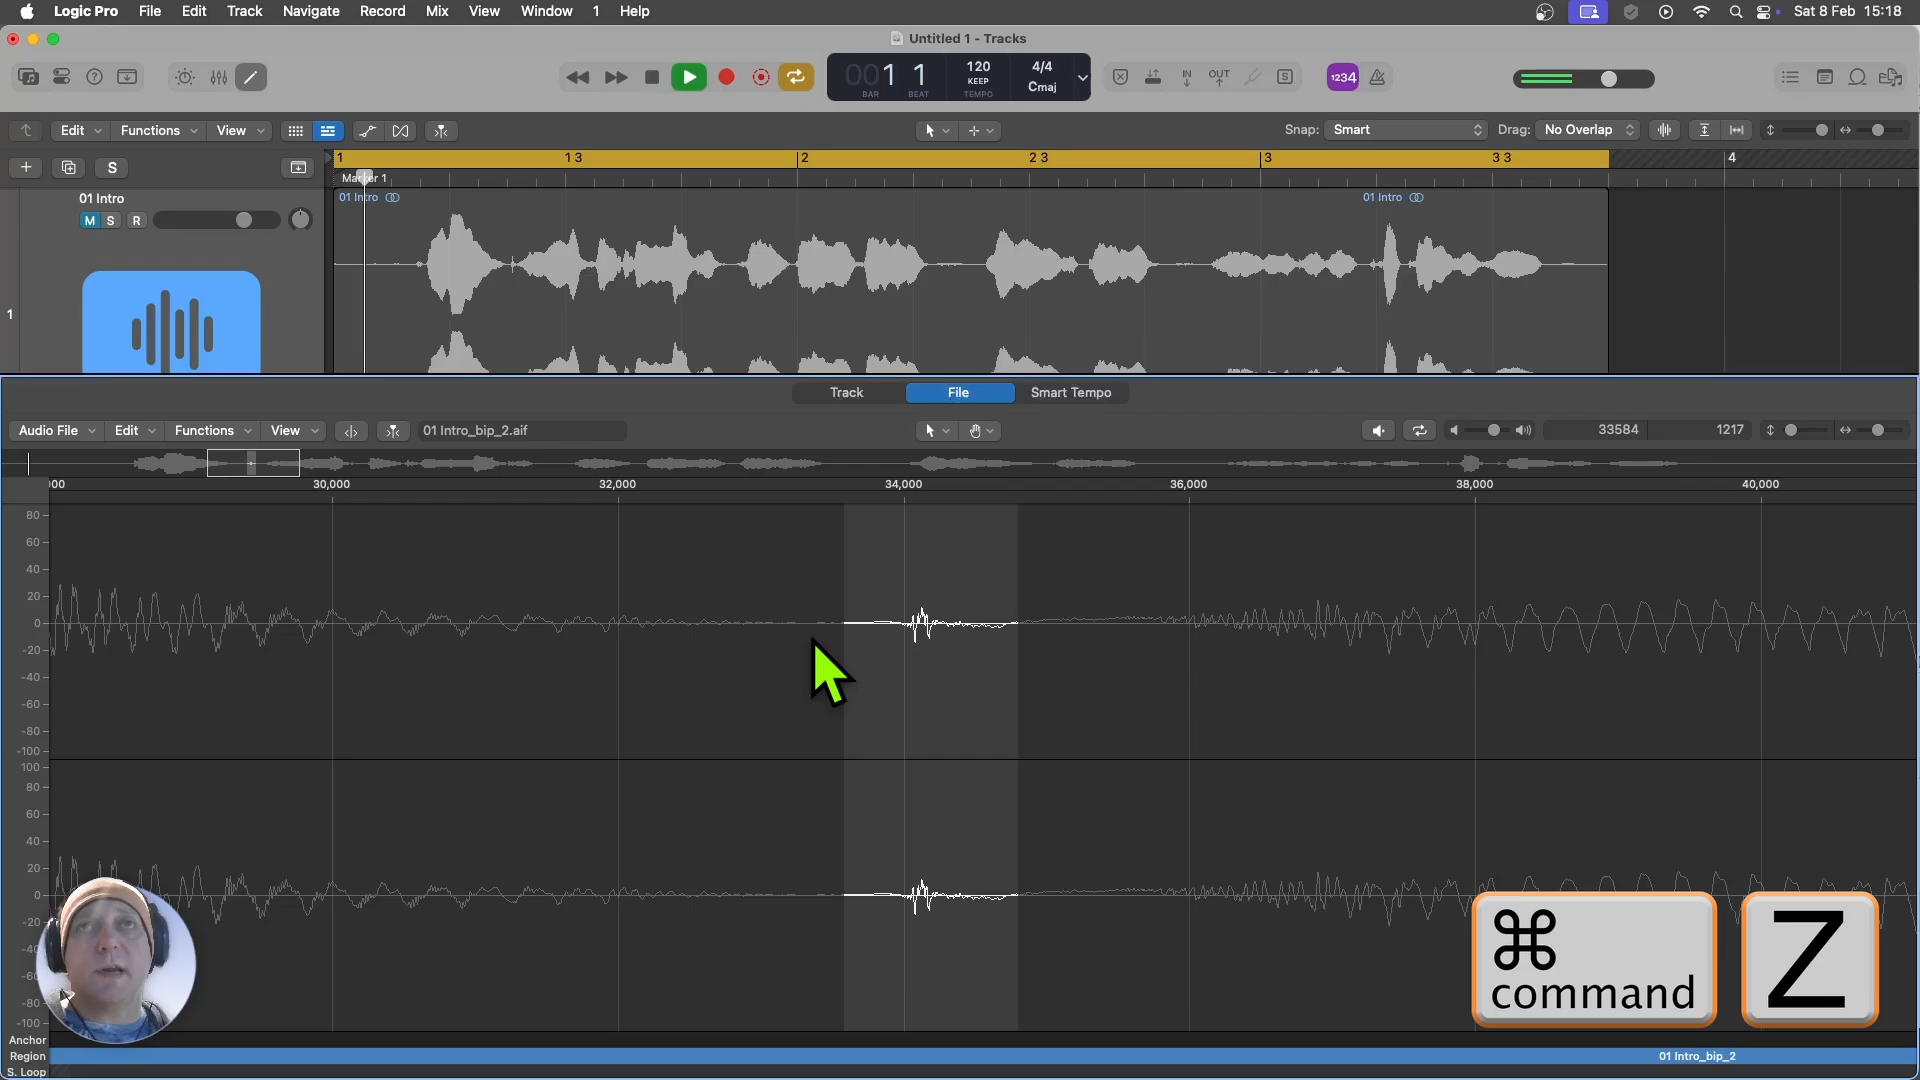 Logic Pro File Edit Track Navigate Record Mix View Window 1 Help Sat 8 Feb 15:18
Untitled 1 - Tracks
001 1 120 4/4
KEEP Cmaj
BAR BEAT TEMPO
IN OUT S 1234
Edit Functions View Snap: Smart Drag: No Overlap
S 1 1 3 2 2 3 3 3 3 4
Marker 1
01 Intro 01 Intro 01 Intro
M S R
1
Track File Smart Tempo
Audio File Edit Functions View 01 Intro_bip_2.aif 33584 1217
00 30,000 32,000 34,000 36,000 38,000 40,000
80
60
40
20
0
-20
-40
-60
-80
-100
100
80
60
40
20
0
-20
-40
-60
-80
-100
⌘ Z
command
Anchor
Region 01 Intro_bip_2
S. Loop